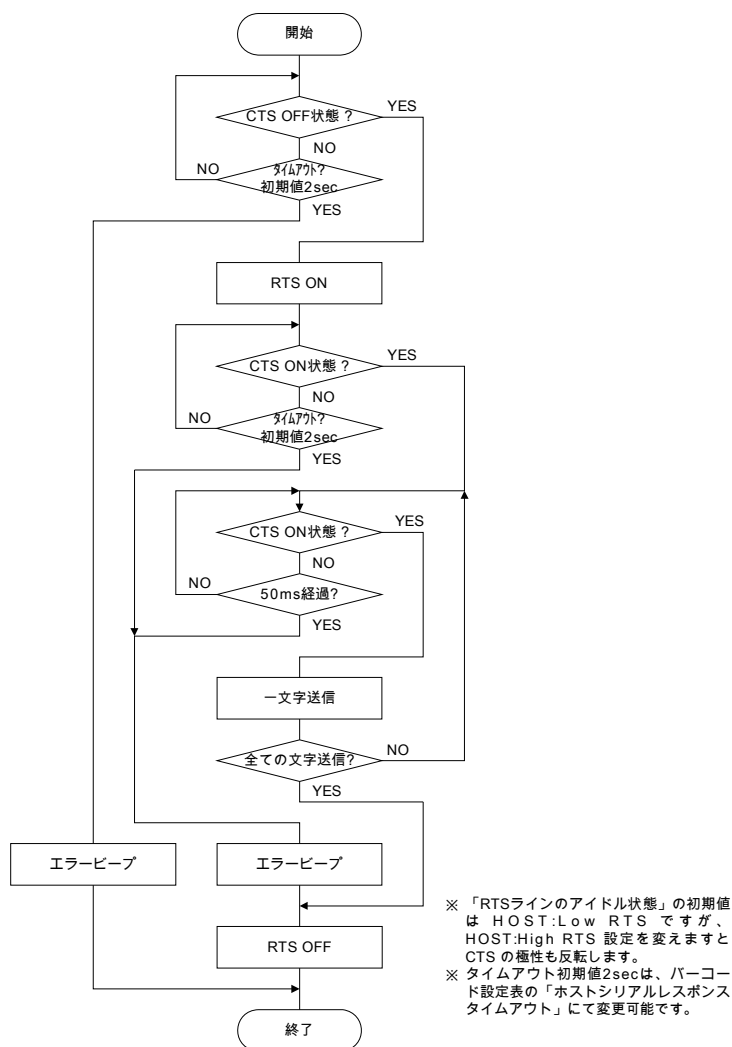 開始
CTS OFF状態 ?
YES
NO
NO
ﾀｲﾑｱｳﾄ?
初期値2sec
YES
RTS ON
CTS ON状態 ?
YES
NO
NO
ﾀｲﾑｱｳﾄ?
初期値2sec
YES
CTS ON状態 ?
YES
NO
NO
50ms経過?
YES
一文字送信
全ての文字送信?
NO
YES
エラービープ
エラービープ
RTS OFF
終了
※ 「RTSラインのアイドル状態」の初期値
は HOST:Low RTS ですが、
HOST:High RTS 設定を変えますと
CTS の極性も反転します。
※ タイムアウト初期値2secは、バーコー
ド設定表の「ホストシリアルレスポンス
タイムアウト」にて変更可能です。